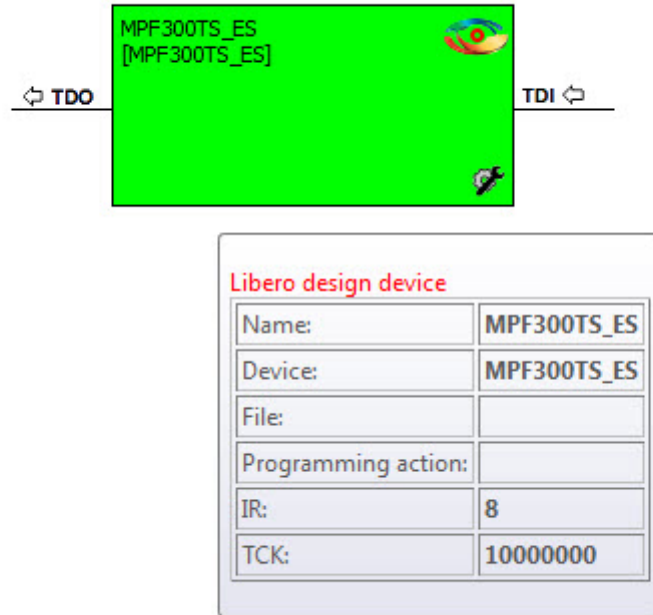 MPF300TS_ES
[MPF300TS_ES]
TDO TDI
Libero design device
Name: MPF300TS_ES
Device: MPF300TS_ES
File:
Programming action:
IR: 8
TCK: 10000000